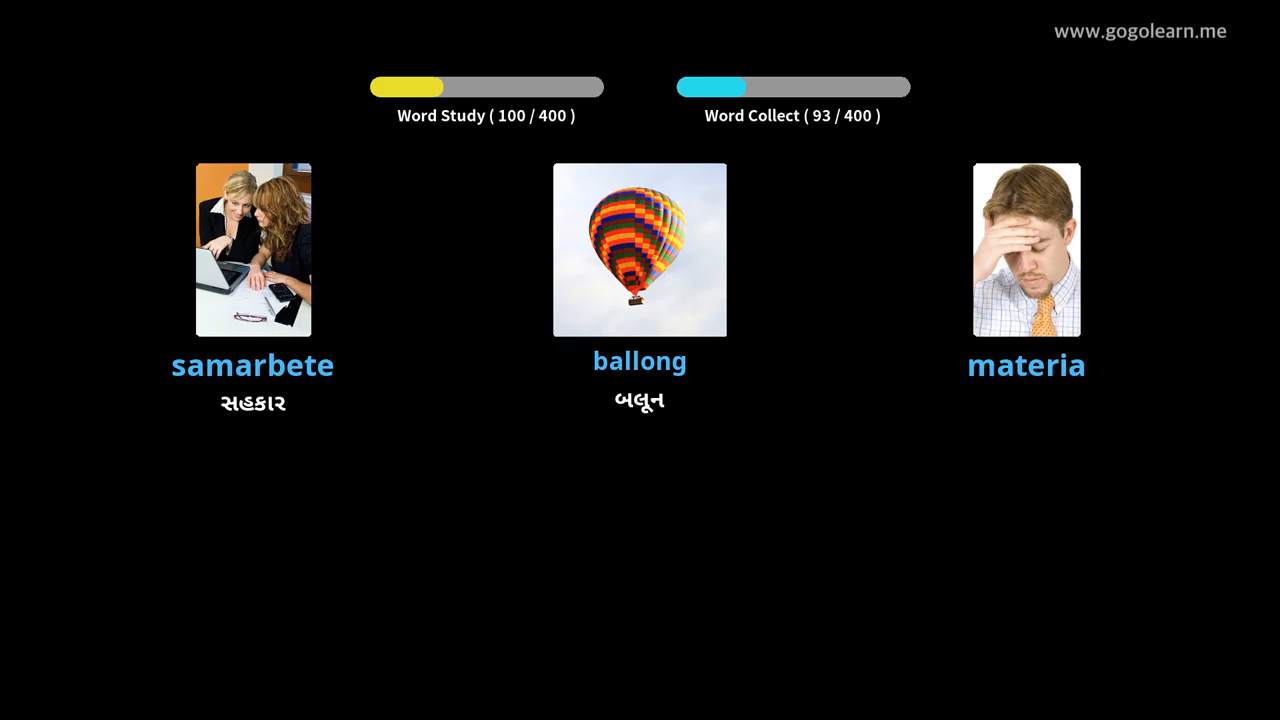 www.gogolearn.me
Word Study ( 100 / 400 )
Word Collect ( 93 / 400 )
samarbete
ballong
materia
સહકાર
બલૂન